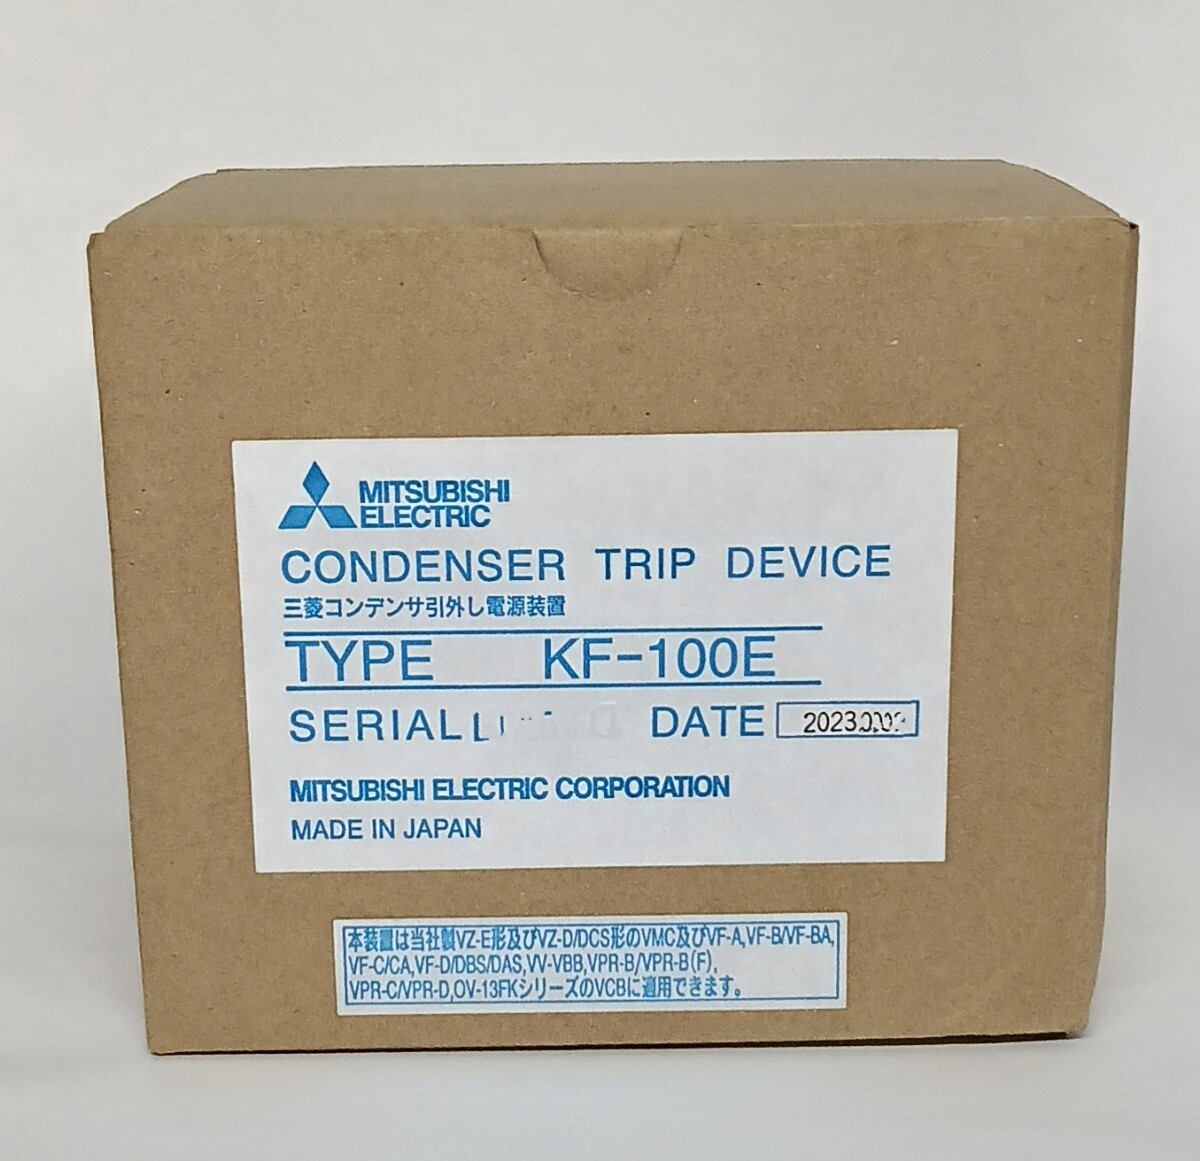 MITSUBISHI
ELECTRIC
CONDENSER TRIP DEVICE
三菱コンデンサ引外し電源装置
TYPE KF-100E
SERIAL DATE 2023
MITSUBISHI ELECTRIC CORPORATION
MADE IN JAPAN
本装置は当社製VZ-E形及びVZ-D/DCS形のVMC及びVF-A,VF-B/VF-BA,
VF-C/CA,VF-D/DBS/DAS,VV-VBB,VPR-B/VPR-B(F),
VPR-C/VPR-D,OV-13FKシリーズのVCBに適用できます。